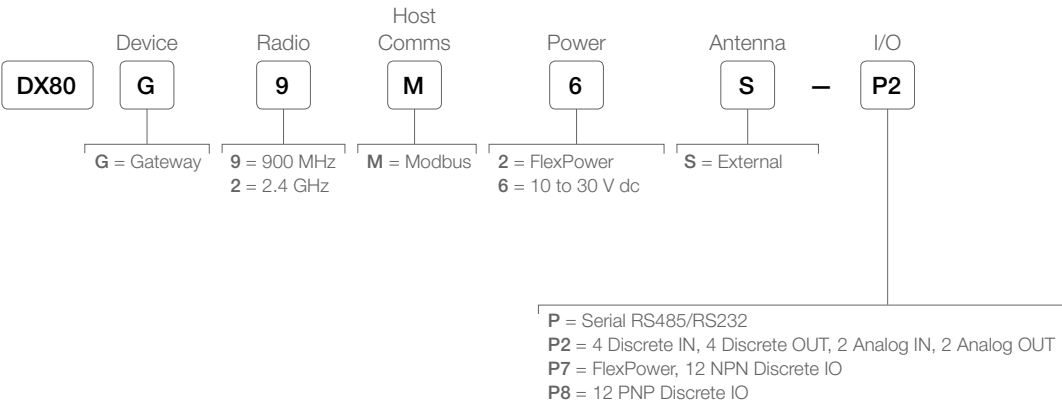 Host
Device Radio Comms Power Antenna I/O
DX80 G 9 M 6 S – P2
G = Gateway 9 = 900 MHz M = Modbus 2 = FlexPower S = External
2 = 2.4 GHz 6 = 10 to 30 V dc
P = Serial RS485/RS232
P2 = 4 Discrete IN, 4 Discrete OUT, 2 Analog IN, 2 Analog OUT
P7 = FlexPower, 12 NPN Discrete IO
P8 = 12 PNP Discrete IO